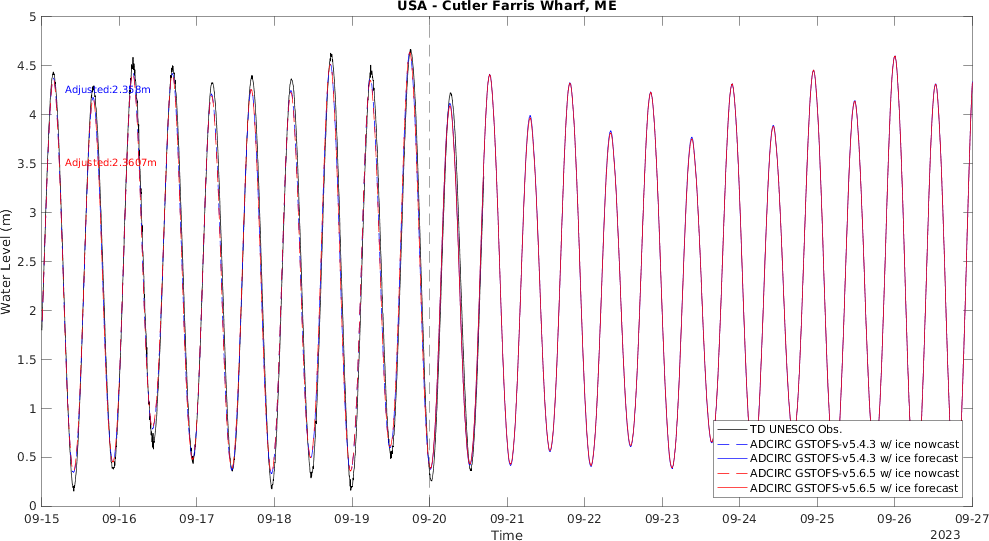 USA - Cutler Farris Wharf, ME
5
4.5
4
3.5
3
2.5
2
1.5
1
0.5
0
Water Level (m)
Adjusted:2.358m
Adjusted:2.3607m
TD UNESCO Obs.
ADCIRC GSTOFS-v5.4.3 w/ ice nowcast
ADCIRC GSTOFS-v5.4.3 w/ ice forecast
ADCIRC GSTOFS-v5.6.5 w/ ice nowcast
ADCIRC GSTOFS-v5.6.5 w/ ice forecast
09-15 09-16 09-17 09-18 09-19 09-20 09-21 09-22 09-23 09-24 09-25 09-26 09-27
Time
2023